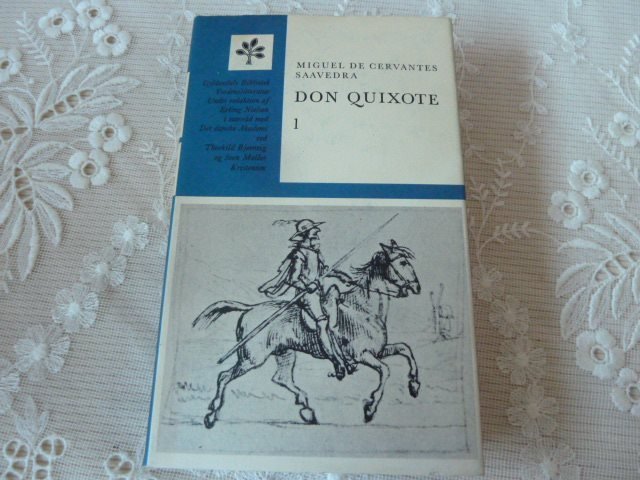 Gyldendals Bibliotek
Verdenslitteratur
Under redaktion af
Erling Nielsen
i samråd med
Det danske Akademi
ved
Thorkild Bjørnvig
og Sven Møller
Kristensen
MIGUEL DE CERVANTES
SAAVEDRA
DON QUIXOTE
1